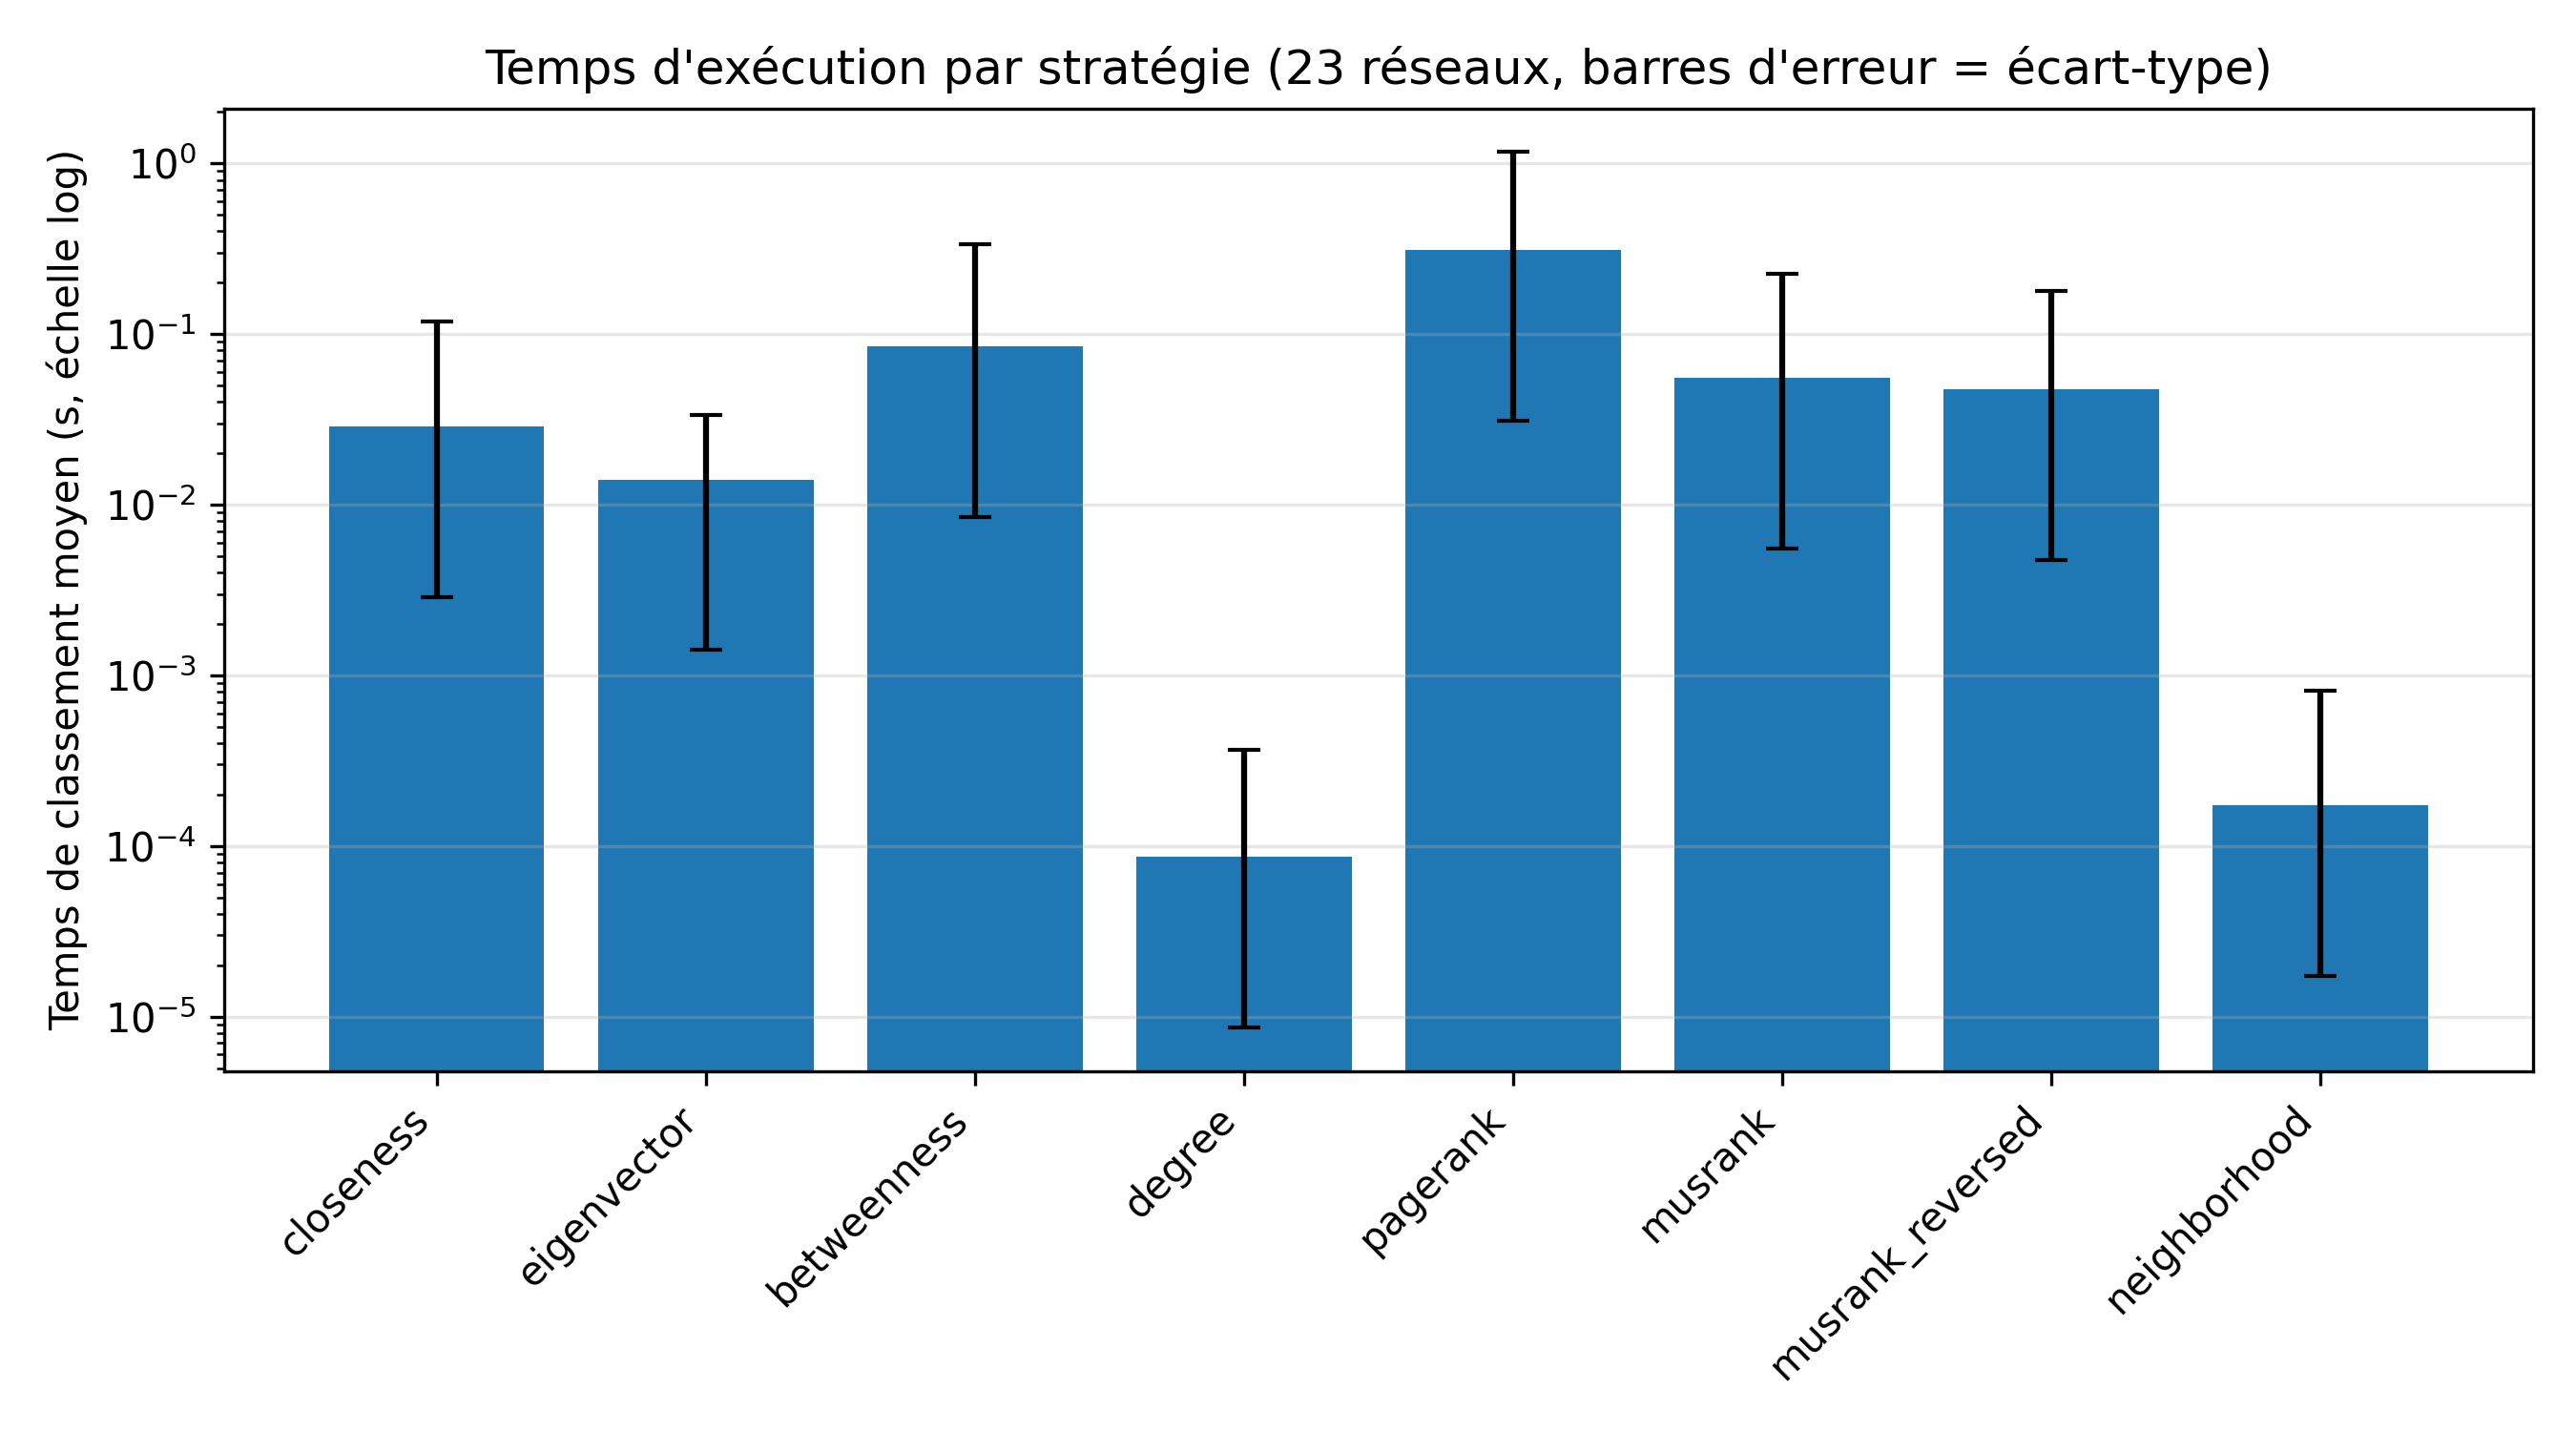 Temps d'exécution par stratégie (23 réseaux, barres d'erreur = écart-type)
Temps de classement moyen (s, échelle log)
10⁰
10⁻¹
10⁻²
10⁻³
10⁻⁴
10⁻⁵
closeness
eigenvector
betweenness
degree
pagerank
musrank
musrank_reversed
neighborhood